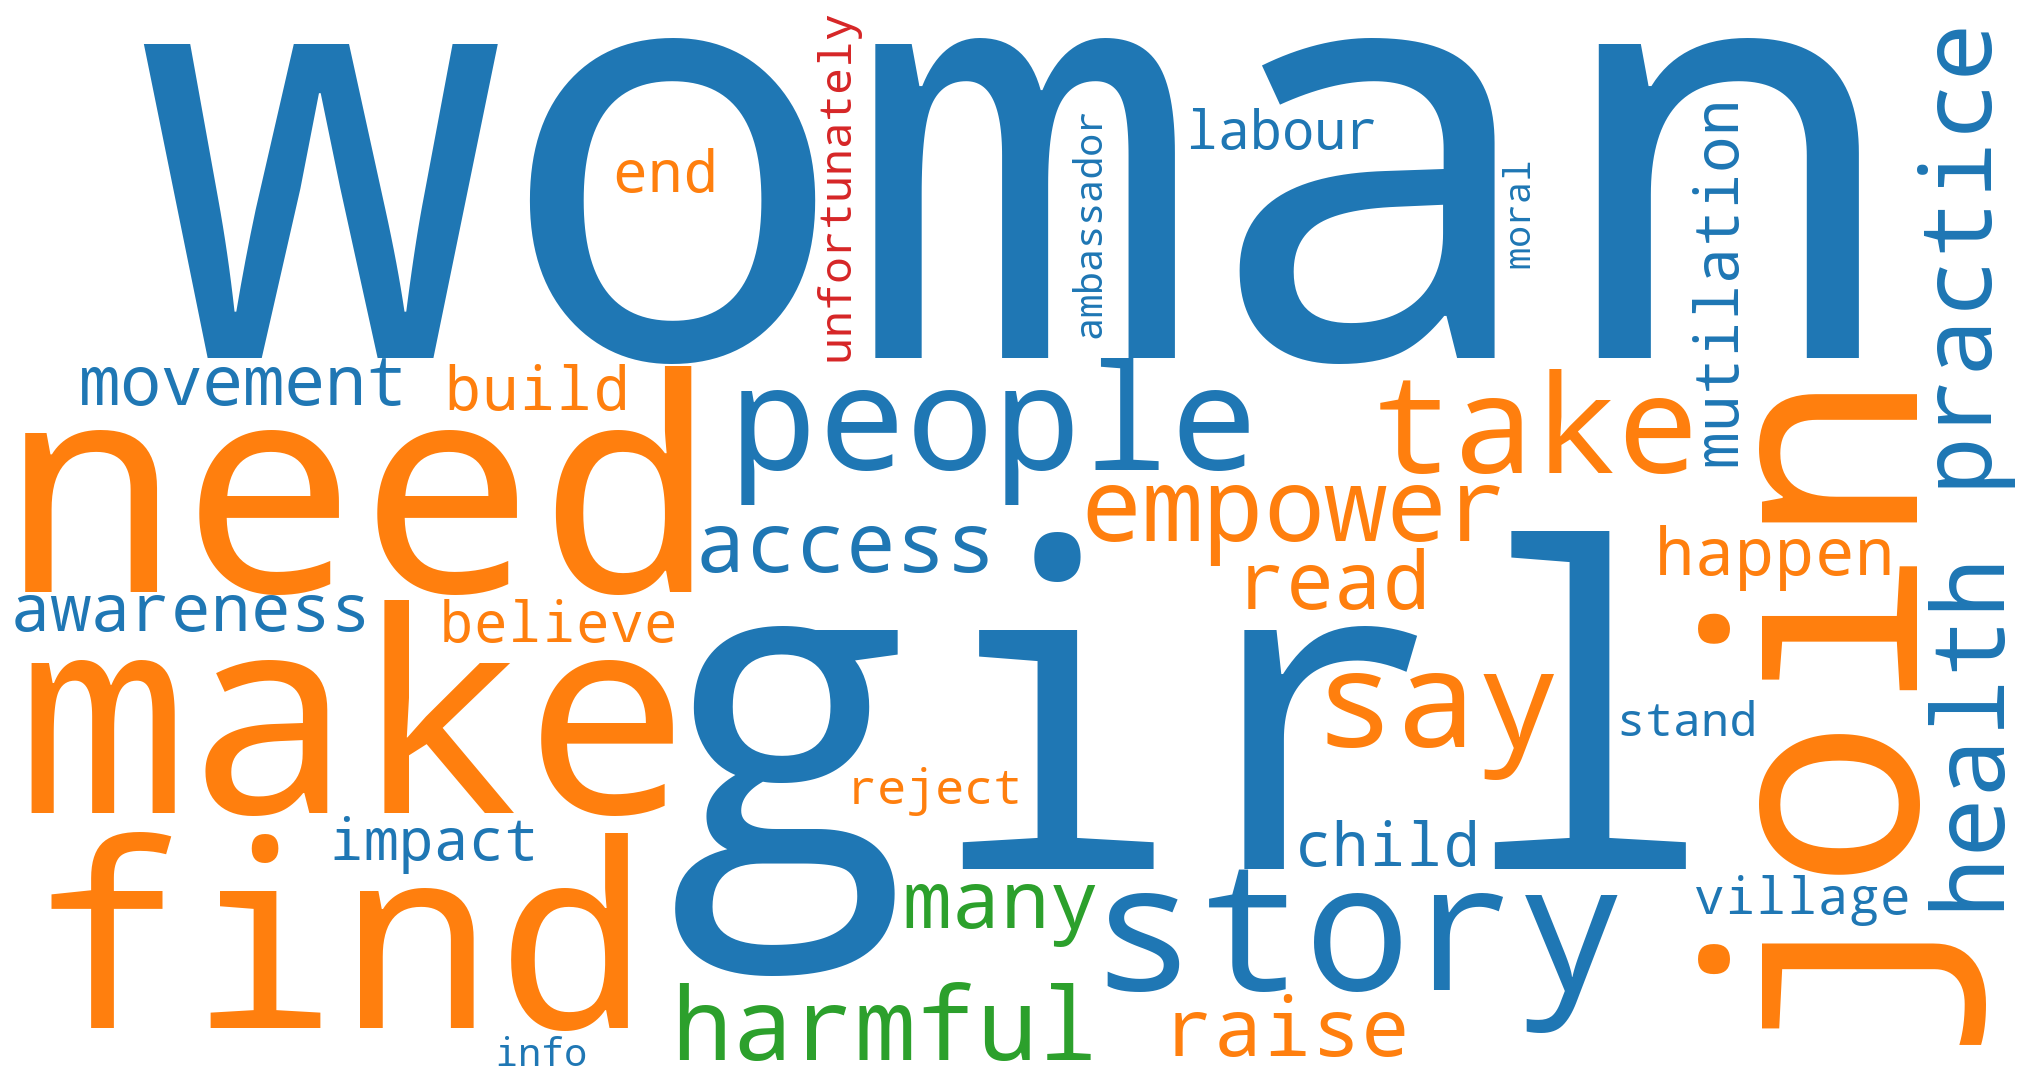 woman
end
unfortunately
ambassador
labour
moral
mutilation
practice
movement
build
people
take
need
access
empower
join
happen
read
health
awareness
believe
girl
make
say
stand
reject
impact
child
village
find
many
story
harmful
raise
info